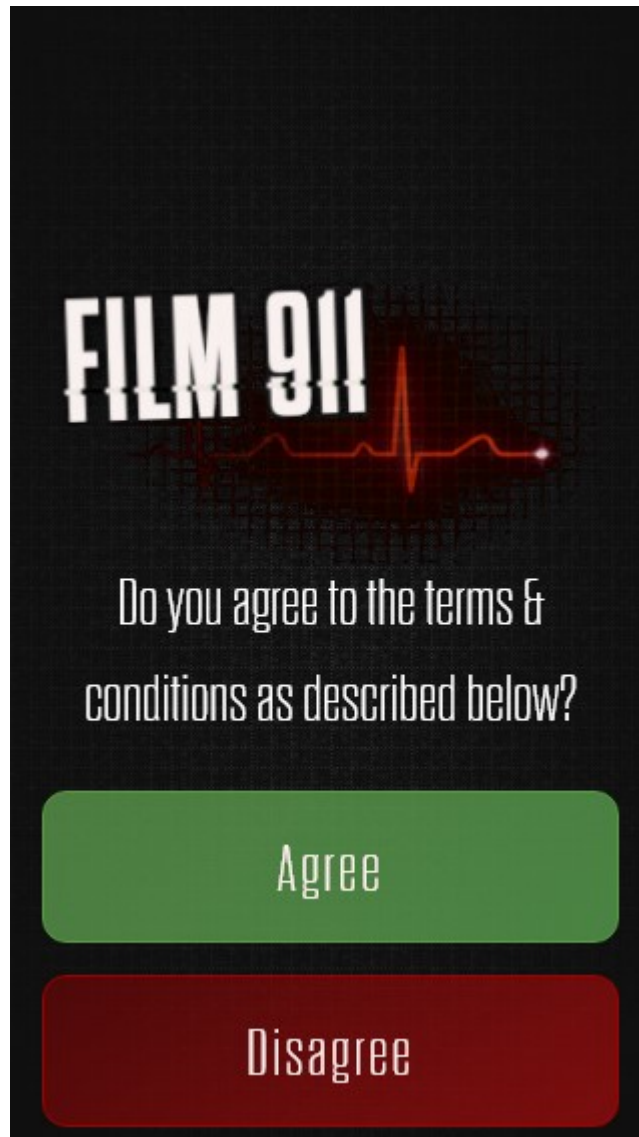 FILM 911
Do you agree to the terms &
conditions as described below?
Agree
Disagree